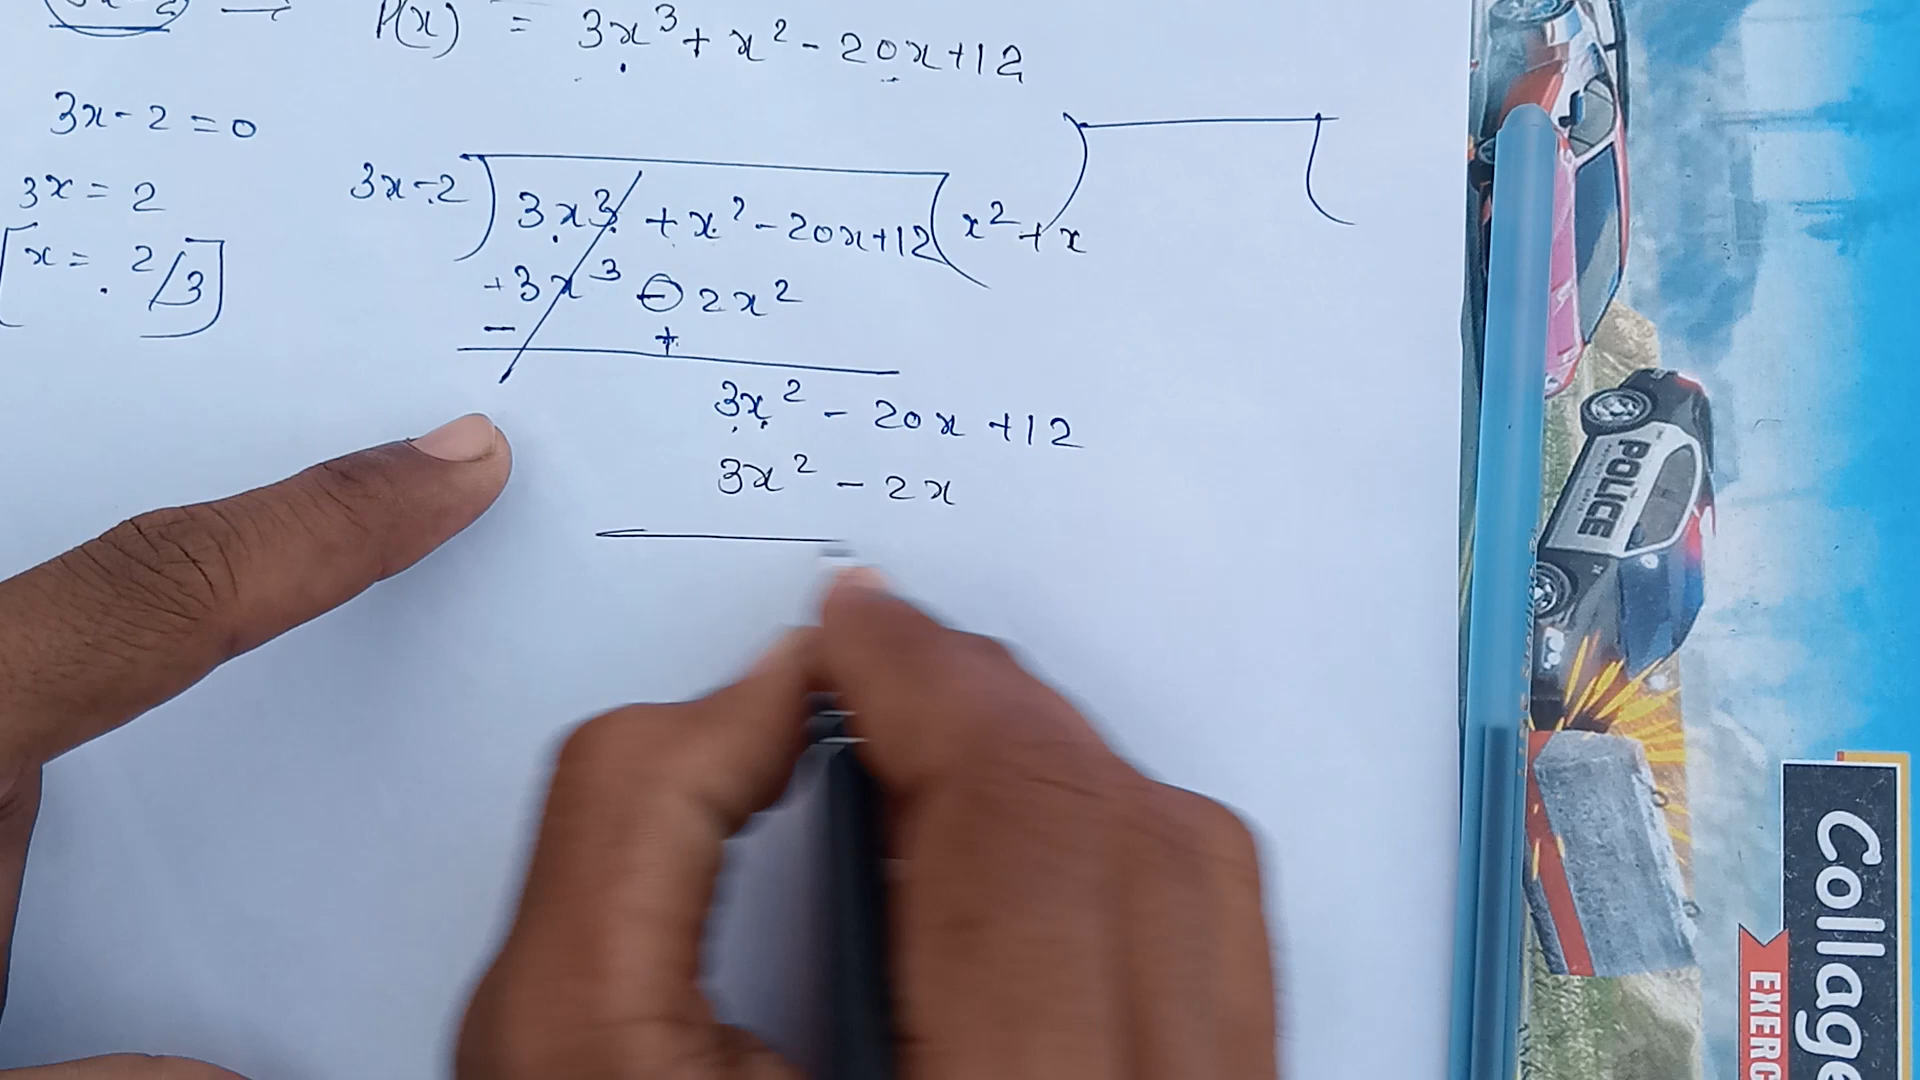 P(x) = 3x³ + x² - 20x + 12
3x - 2 = 0
3x = 2
x = 2/3
3x - 2 ) 3x³ + x² - 20x + 12 ( x² + x
+3x³ - 2x²
- +
3x² - 20x + 12
3x² - 2x
POLICE
Collage
EXERC